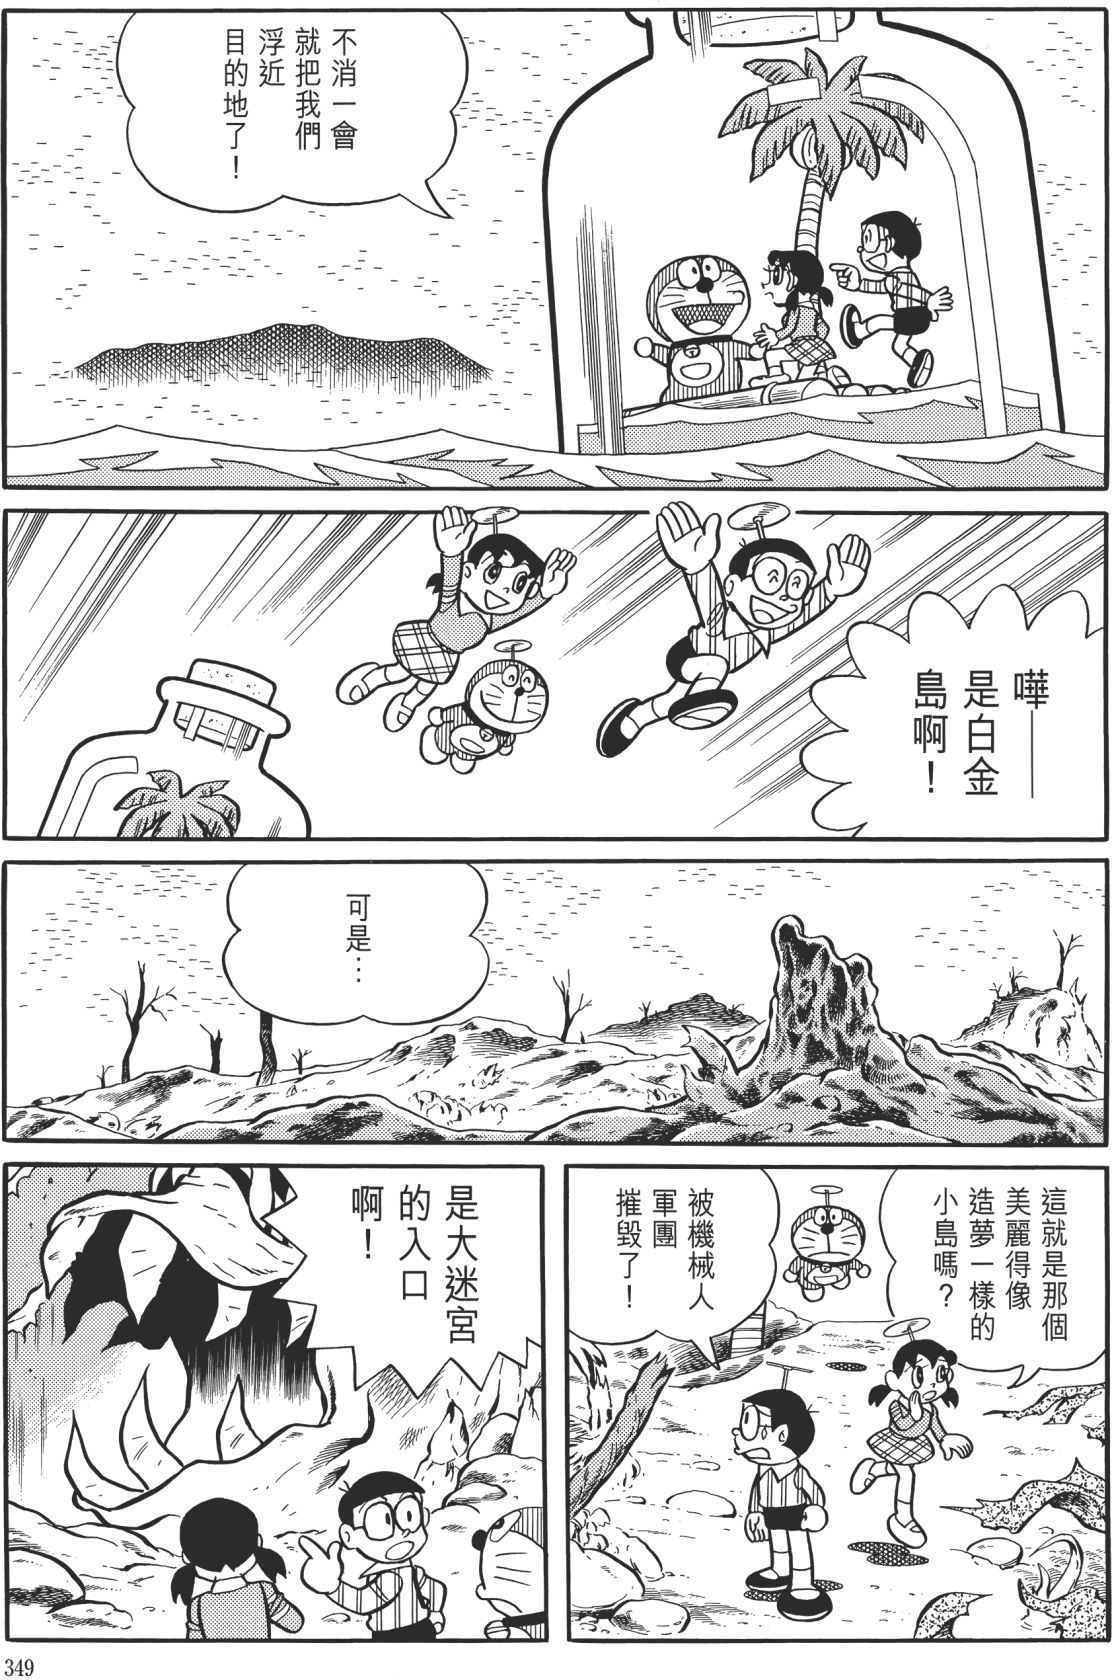 不消一會
就把我們
浮近
目的地了！
嘩——
是白金
島啊！
可是…
這就是那個
美麗得像
造夢一樣的
小島嗎？
被機械人
軍團
摧毀了！
是大迷宮
的入口
啊！
349